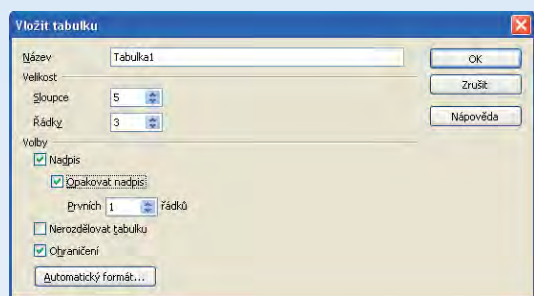 Vložit tabulku
Název Tabulka1
OK
Velikost
Zrušit
Sloupce 5
Řádky 3
Nápověda
Volby
Nadpis
Opakovat nadpis
Prvních 1 řádků
Nerozdělovat tabulku
Ohraničení
Automatický formát...